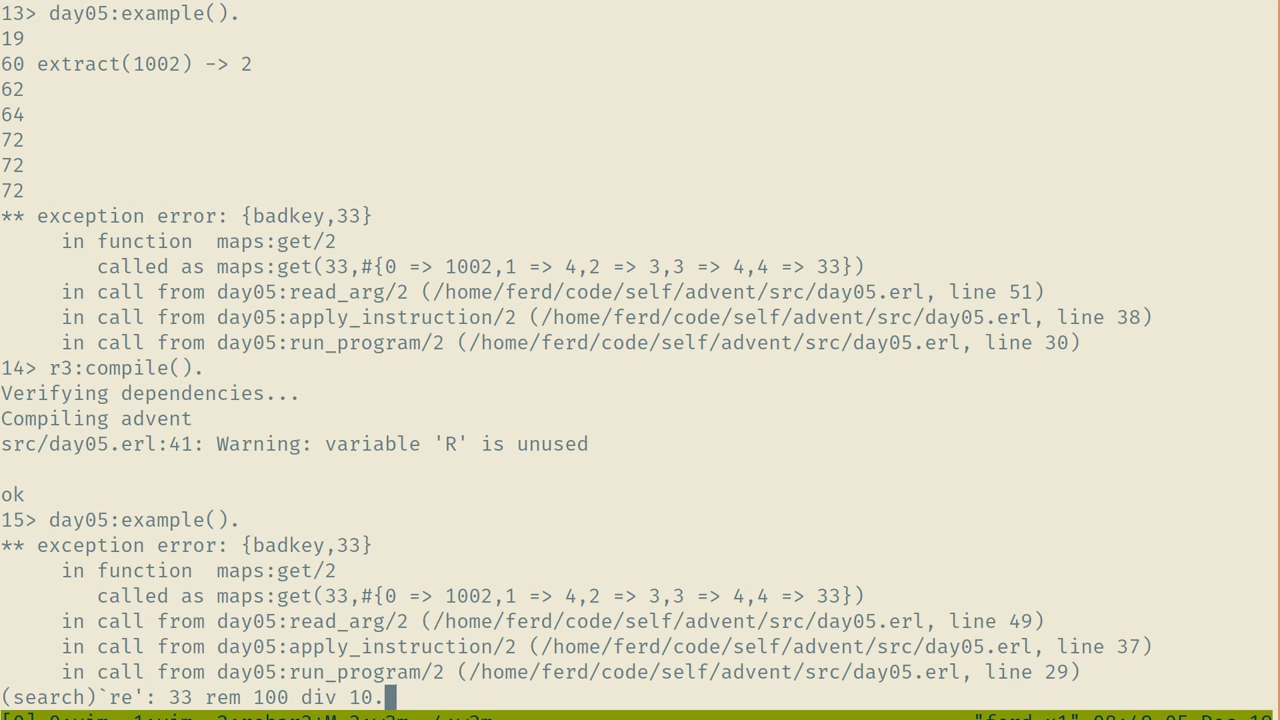 13> day05:example().
19
60 extract(1002) -> 2
62
64
72
72
72
** exception error: {badkey,33}
     in function  maps:get/2
        called as maps:get(33,#{0 => 1002,1 => 4,2 => 3,3 => 4,4 => 33})
     in call from day05:read_arg/2 (/home/ferd/code/self/advent/src/day05.erl, line 51)
     in call from day05:apply_instruction/2 (/home/ferd/code/self/advent/src/day05.erl, line 38)
     in call from day05:run_program/2 (/home/ferd/code/self/advent/src/day05.erl, line 30)
14> r3:compile().
Verifying dependencies...
Compiling advent
src/day05.erl:41: Warning: variable 'R' is unused
ok
15> day05:example().
** exception error: {badkey,33}
     in function  maps:get/2
        called as maps:get(33,#{0 => 1002,1 => 4,2 => 3,3 => 4,4 => 33})
     in call from day05:read_arg/2 (/home/ferd/code/self/advent/src/day05.erl, line 49)
     in call from day05:apply_instruction/2 (/home/ferd/code/self/advent/src/day05.erl, line 37)
     in call from day05:run_program/2 (/home/ferd/code/self/advent/src/day05.erl, line 29)
(search)`re': 33 rem 100 div 10.